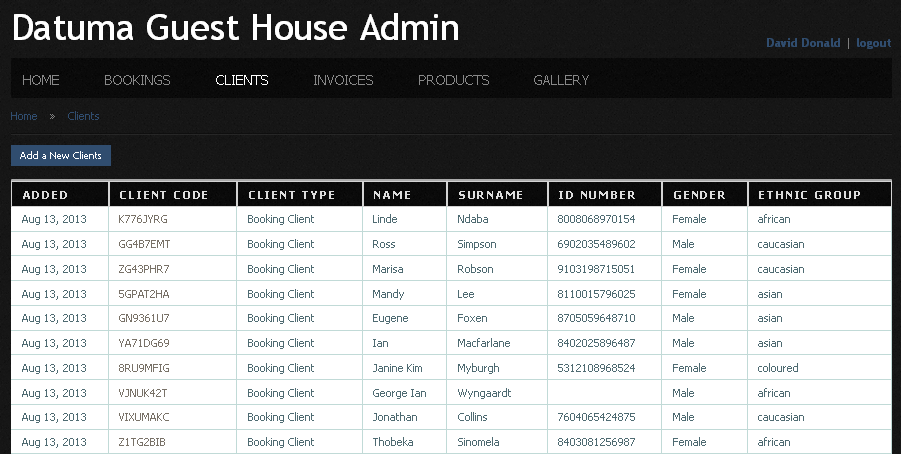 Datuma Guest House Admin
David Donald | logout
HOME BOOKINGS CLIENTS INVOICES PRODUCTS GALLERY
Home » Clients
Add a New Clients
ADDED CLIENT CODE CLIENT TYPE NAME SURNAME ID NUMBER GENDER ETHNIC GROUP
Aug 13, 2013 K776JYRG Booking Client Linde Ndaba 8008068970154 Female african
Aug 13, 2013 GG4B7EMT Booking Client Ross Simpson 6902035489602 Male caucasian
Aug 13, 2013 ZG43PHR7 Booking Client Marisa Robson 9103198715051 Female caucasian
Aug 13, 2013 5GPAT2HA Booking Client Mandy Lee 8110015796025 Female asian
Aug 13, 2013 GN9361U7 Booking Client Eugene Foxen 8705059648710 Male asian
Aug 13, 2013 YA71DG69 Booking Client Ian Macfarlane 8402025896487 Male asian
Aug 13, 2013 8RU9MFIG Booking Client Janine Kim Myburgh 5312108968524 Female coloured
Aug 13, 2013 VJNUK42T Booking Client George Ian Wyngaardt Male african
Aug 13, 2013 VIXUMAKC Booking Client Jonathan Collins 7604065424875 Male caucasian
Aug 13, 2013 Z1TG2BIB Booking Client Thobeka Sinomela 8403081256987 Female african